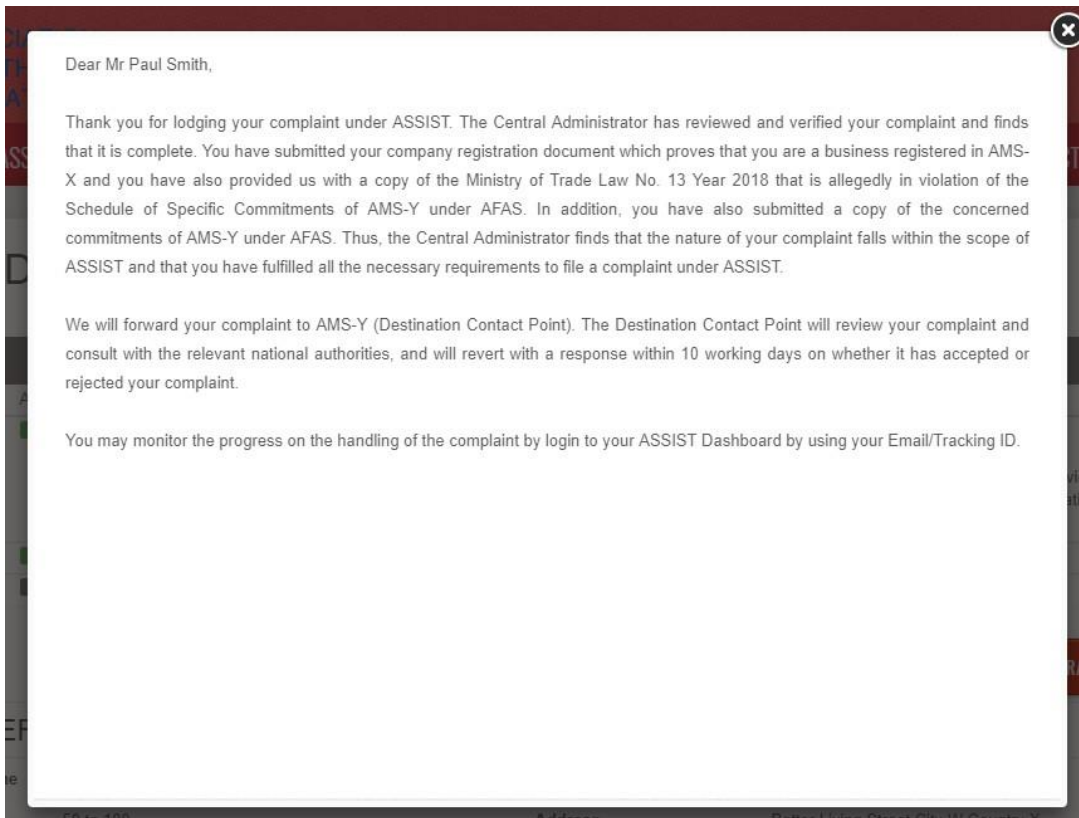 Dear Mr Paul Smith,
Thank you for lodging your complaint under ASSIST. The Central Administrator has reviewed and verified your complaint and finds
that it is complete. You have submitted your company registration document which proves that you are a business registered in AMS-
X and you have also provided us with a copy of the Ministry of Trade Law No. 13 Year 2018 that is allegedly in violation of the
Schedule of Specific Commitments of AMS-Y under AFAS. In addition, you have also submitted a copy of the concerned
commitments of AMS-Y under AFAS. Thus, the Central Administrator finds that the nature of your complaint falls within the scope of
ASSIST and that you have fulfilled all the necessary requirements to file a complaint under ASSIST.
We will forward your complaint to AMS-Y (Destination Contact Point). The Destination Contact Point will review your complaint and
consult with the relevant national authorities, and will revert with a response within 10 working days on whether it has accepted or
rejected your complaint.
You may monitor the progress on the handling of the complaint by login to your ASSIST Dashboard by using your Email/Tracking ID.